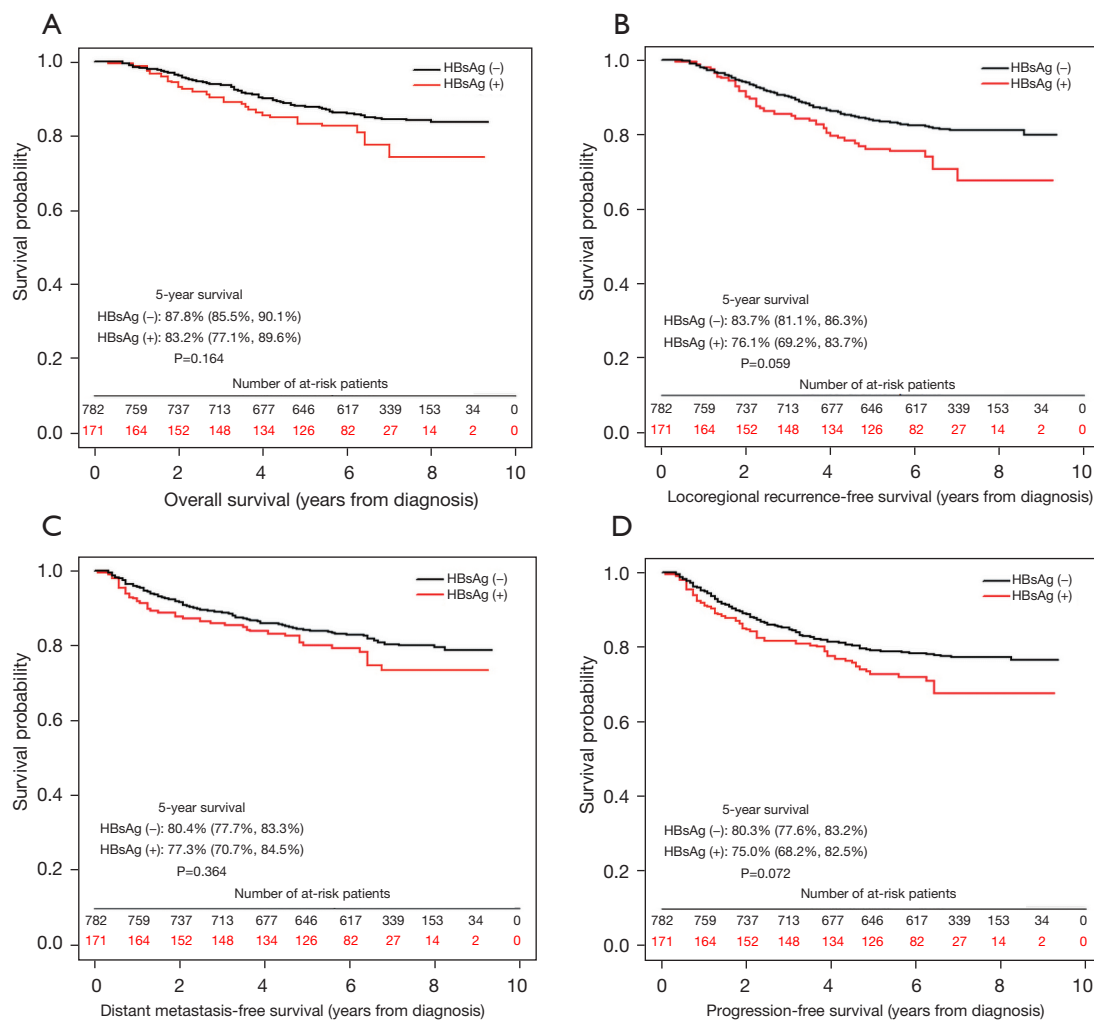 A
1.0
0.8
0.6
0.4
0.2
0.0
Survival probability
HBsAg (–)
HBsAg (+)
5-year survival
HBsAg (–): 87.8% (85.5%, 90.1%)
HBsAg (+): 83.2% (77.1%, 89.6%)
P=0.164
Number of at-risk patients
782 759 737 713 677 646 617 339 153 34 0
171 164 152 148 134 126 82 27 14 2 0
0 2 4 6 8 10
Overall survival (years from diagnosis)
B
1.0
0.8
0.6
0.4
0.2
0.0
Survival probability
HBsAg (–)
HBsAg (+)
5-year survival
HBsAg (–): 83.7% (81.1%, 86.3%)
HBsAg (+): 76.1% (69.2%, 83.7%)
P=0.059
Number of at-risk patients
782 759 737 713 677 646 617 339 153 34 0
171 164 152 148 134 126 82 27 14 2 0
0 2 4 6 8 10
Locoregional recurrence-free survival (years from diagnosis)
C
1.0
0.8
0.6
0.4
0.2
0.0
Survival probability
HBsAg (–)
HBsAg (+)
5-year survival
HBsAg (–): 80.4% (77.7%, 83.3%)
HBsAg (+): 77.3% (70.7%, 84.5%)
P=0.364
Number of at-risk patients
782 759 737 713 677 646 617 339 153 34 0
171 164 152 148 134 126 82 27 14 2 0
0 2 4 6 8 10
Distant metastasis-free survival (years from diagnosis)
D
1.0
0.8
0.6
0.4
0.2
0.0
Survival probability
HBsAg (–)
HBsAg (+)
5-year survival
HBsAg (–): 80.3% (77.6%, 83.2%)
HBsAg (+): 75.0% (68.2%, 82.5%)
P=0.072
Number of at-risk patients
782 759 737 713 677 646 617 339 153 34 0
171 164 152 148 134 126 82 27 14 2 0
0 2 4 6 8 10
Progression-free survival (years from diagnosis)